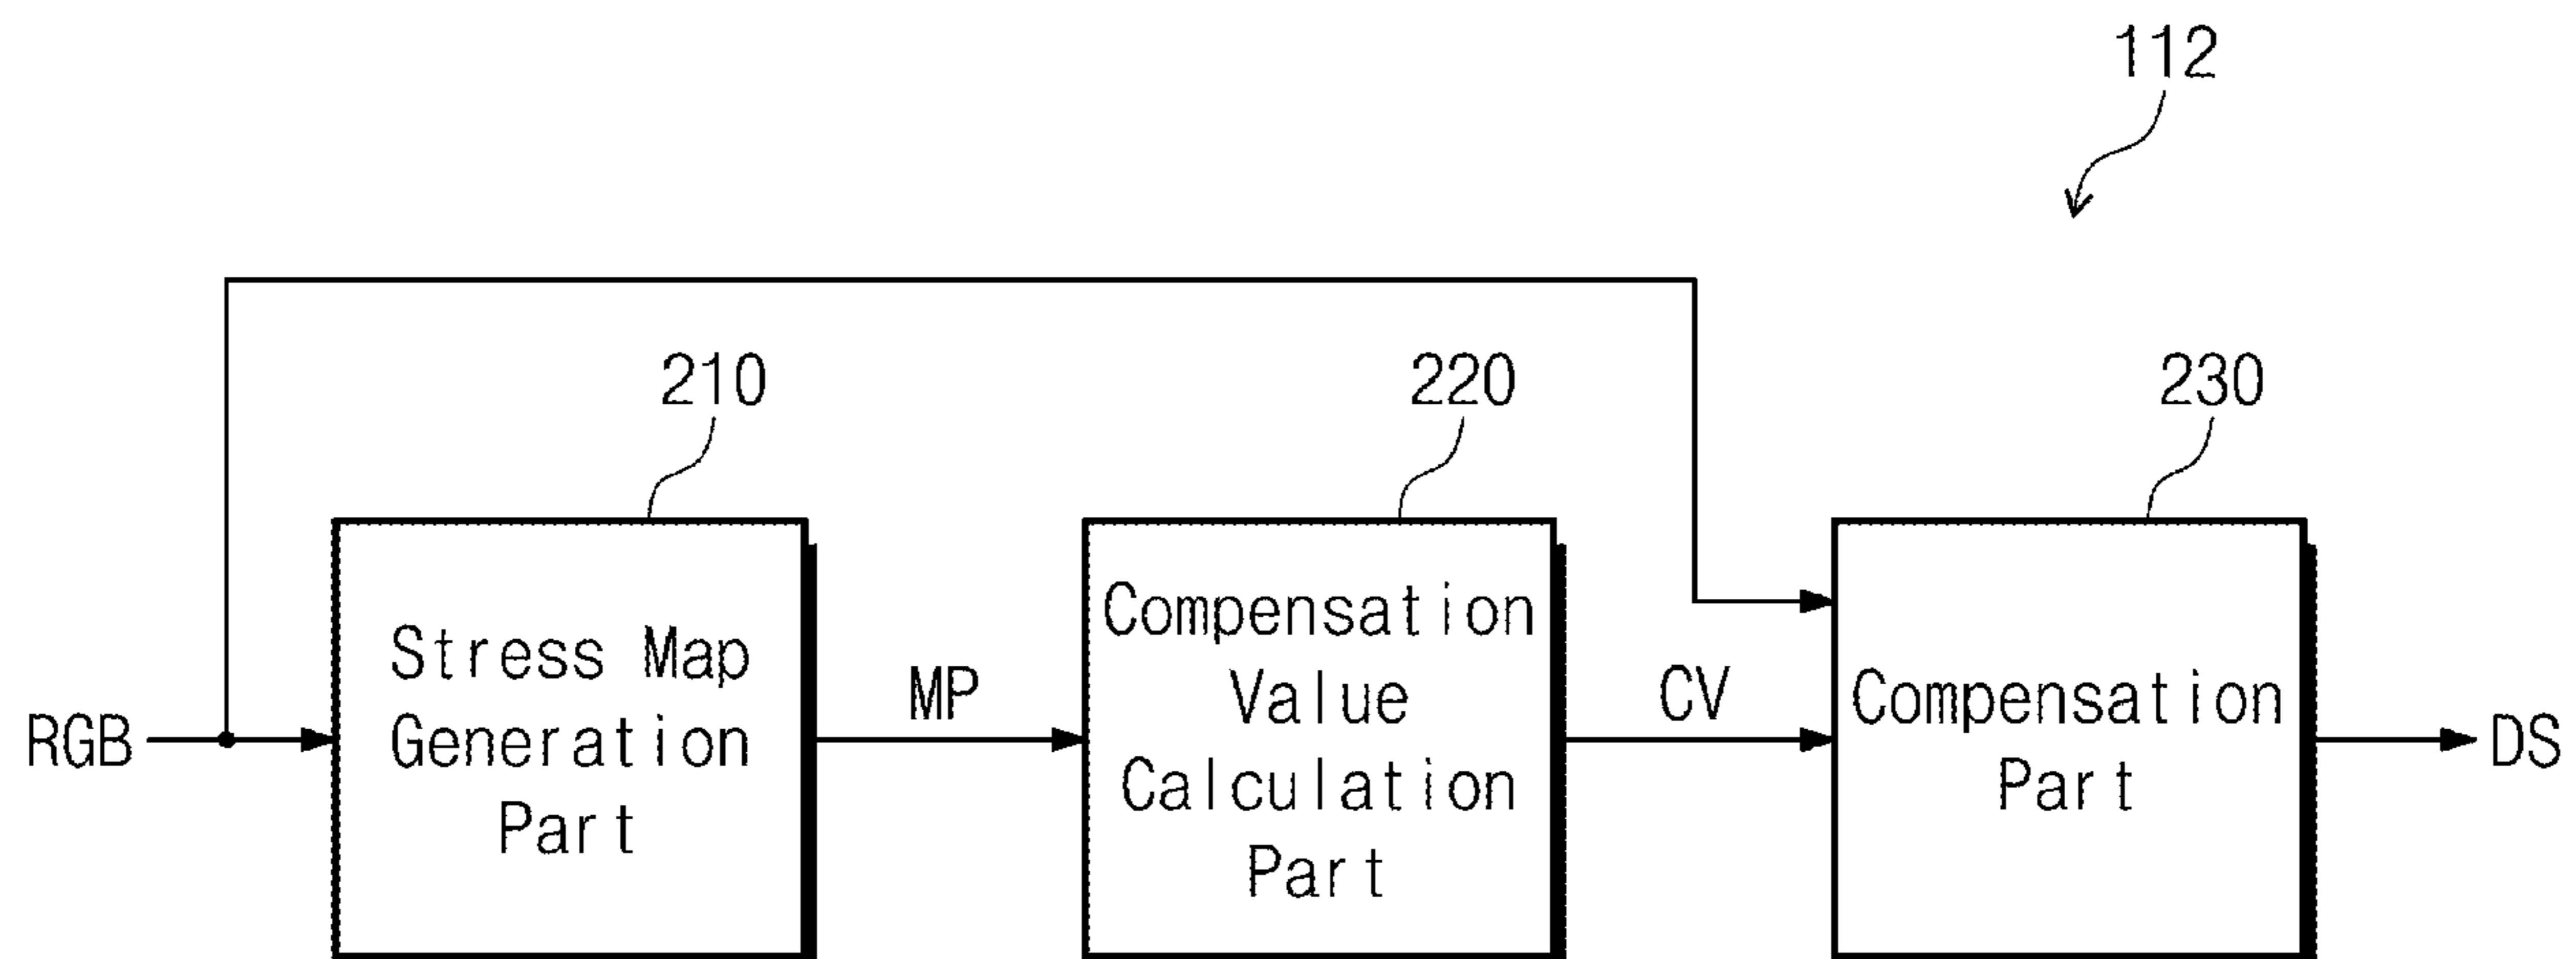 112
210
220
230
RGB
Stress Map
Generation
Part
MP
Compensation
Value
Calculation
Part
CV
Compensation
Part
DS